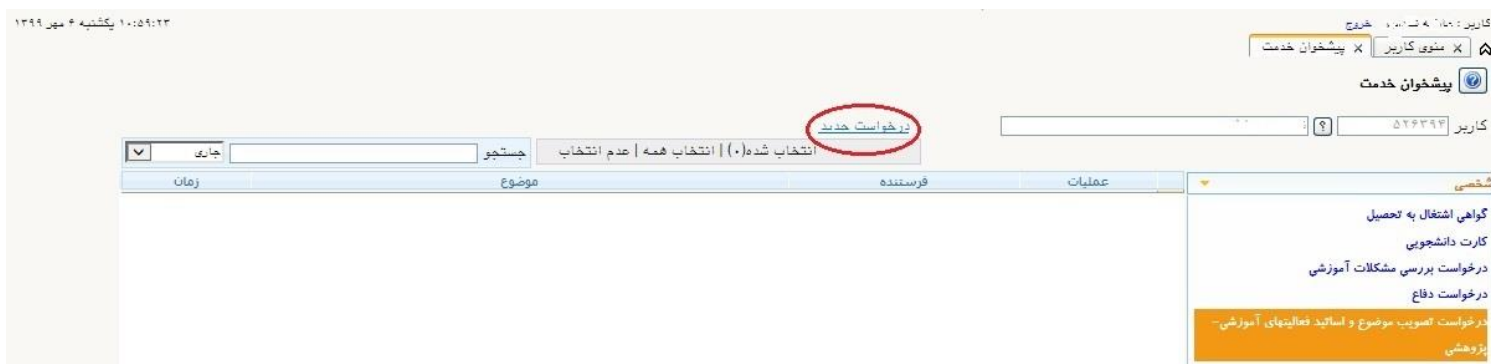 کاربر : خروج
۱۰:۵۹:۲۳ یکشنبه ۶ مهر ۱۳۹۹
منوی کاربر x پیشخوان خدمت x
پیشخوان خدمت
کاربر ۵۲۶۳۹۴ ؟
درخواست جدید
انتخاب شده(۰) | انتخاب همه | عدم انتخاب جستجو جاری
شخصی
عملیات فرستنده موضوع زمان
گواهی اشتغال به تحصیل
کارت دانشجویی
درخواست بررسی مشکلات آموزشی
درخواست دفاع
درخواست تصویب موضوع و اساتید فعالیتهای آموزشی-
پژوهشی